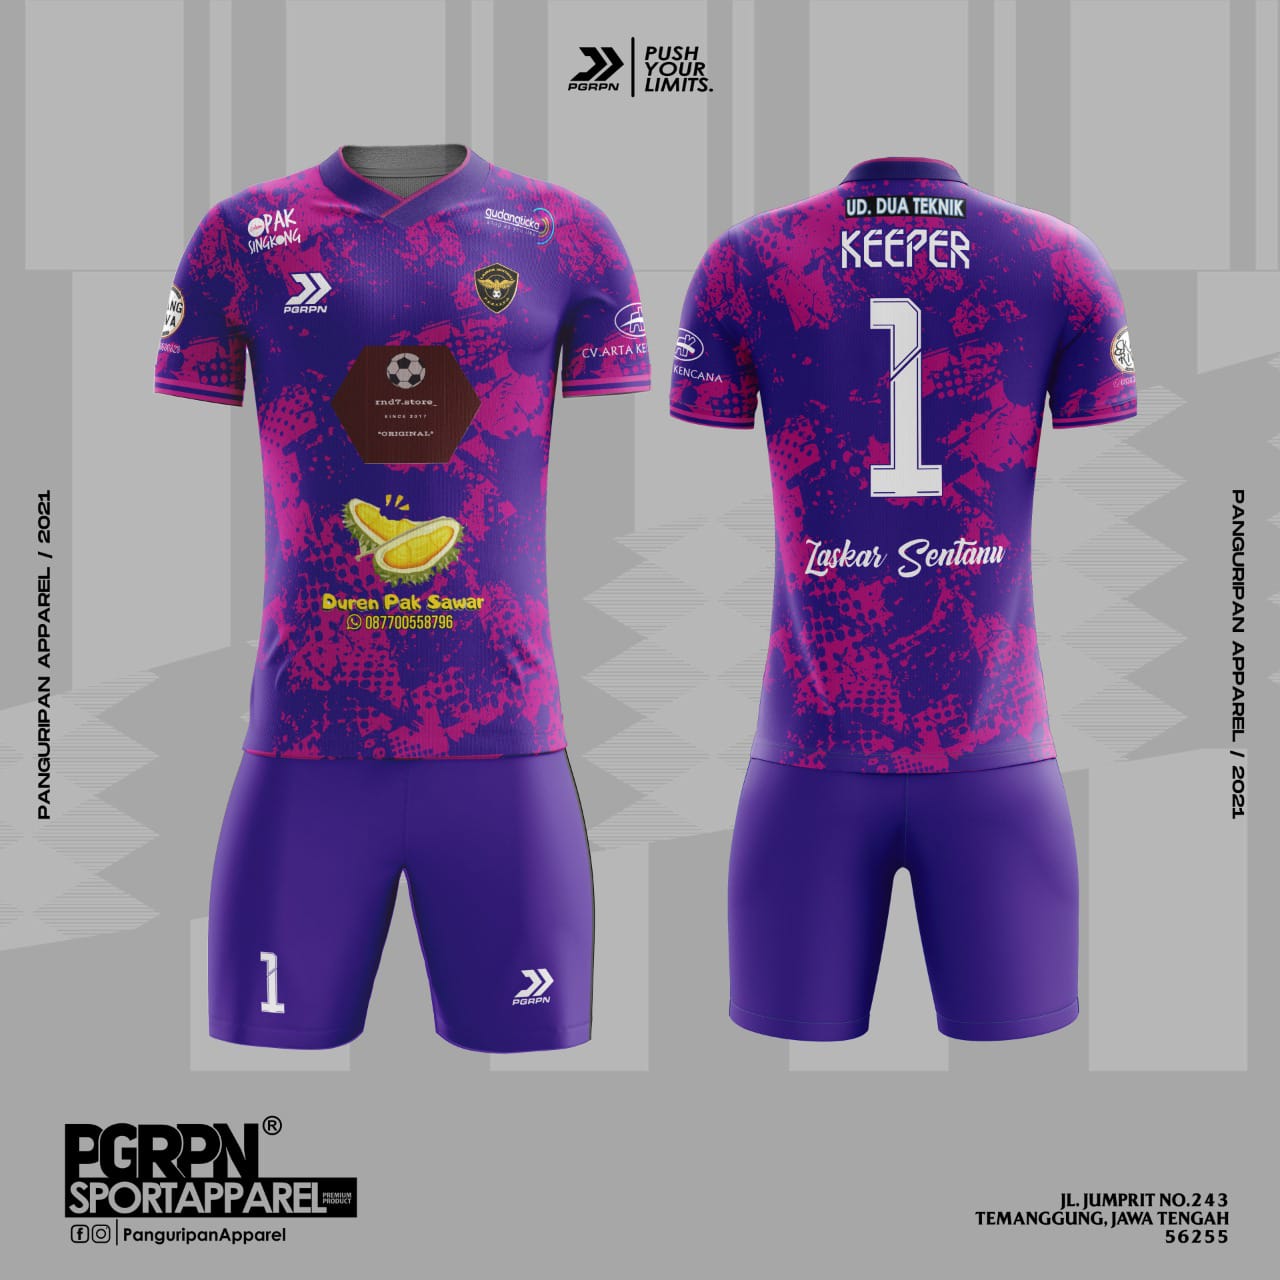 PGRPN
PUSH
YOUR
LIMITS.
PAK
SINGKONG
gudangticka
PGRPN
CV.ARTA KE
rnd7.store_
SINCE 2017
"ORIGINAL"
Duren Pak Sawar
087700558796
1
PGRPN
UD. DUA TEKNIK
KEEPER
1
Laskar Sentanu
KENCANA
PANGURIPAN APPAREL / 2021
PANGURIPAN APPAREL / 2021
PGRPN®
SPORTAPPAREL PREMIUM PRODUCT
PanguripanApparel
JL. JUMPRIT NO.243
TEMANGGUNG, JAWA TENGAH
56255